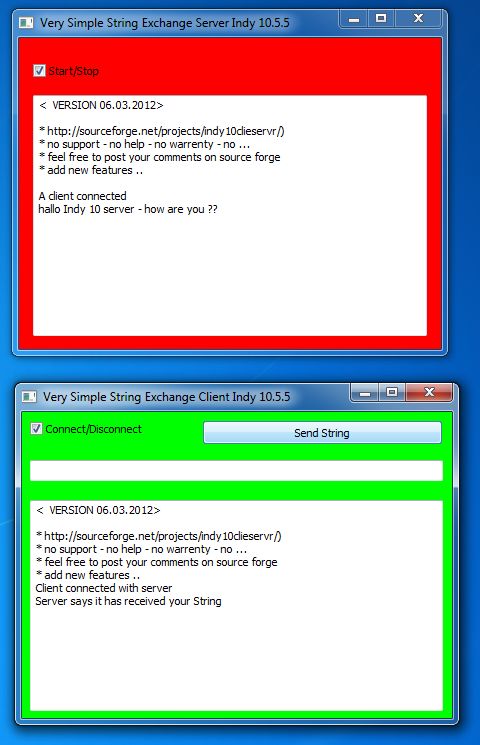 Very Simple String Exchange Server Indy 10.5.5
Start/Stop
< VERSION 06.03.2012>
* http://sourceforge.net/projects/indy10clieservr/)
* no support - no help - no warrenty - no ...
* feel free to post your comments on source forge
* add new features ..
A client connected
hallo Indy 10 server - how are you ??
Very Simple String Exchange Client Indy 10.5.5
Connect/Disconnect
Send String
< VERSION 06.03.2012>
* http://sourceforge.net/projects/indy10clieservr/)
* no support - no help - no warrenty - no ...
* feel free to post your comments on source forge
* add new features ..
Client connected with server
Server says it has received your String